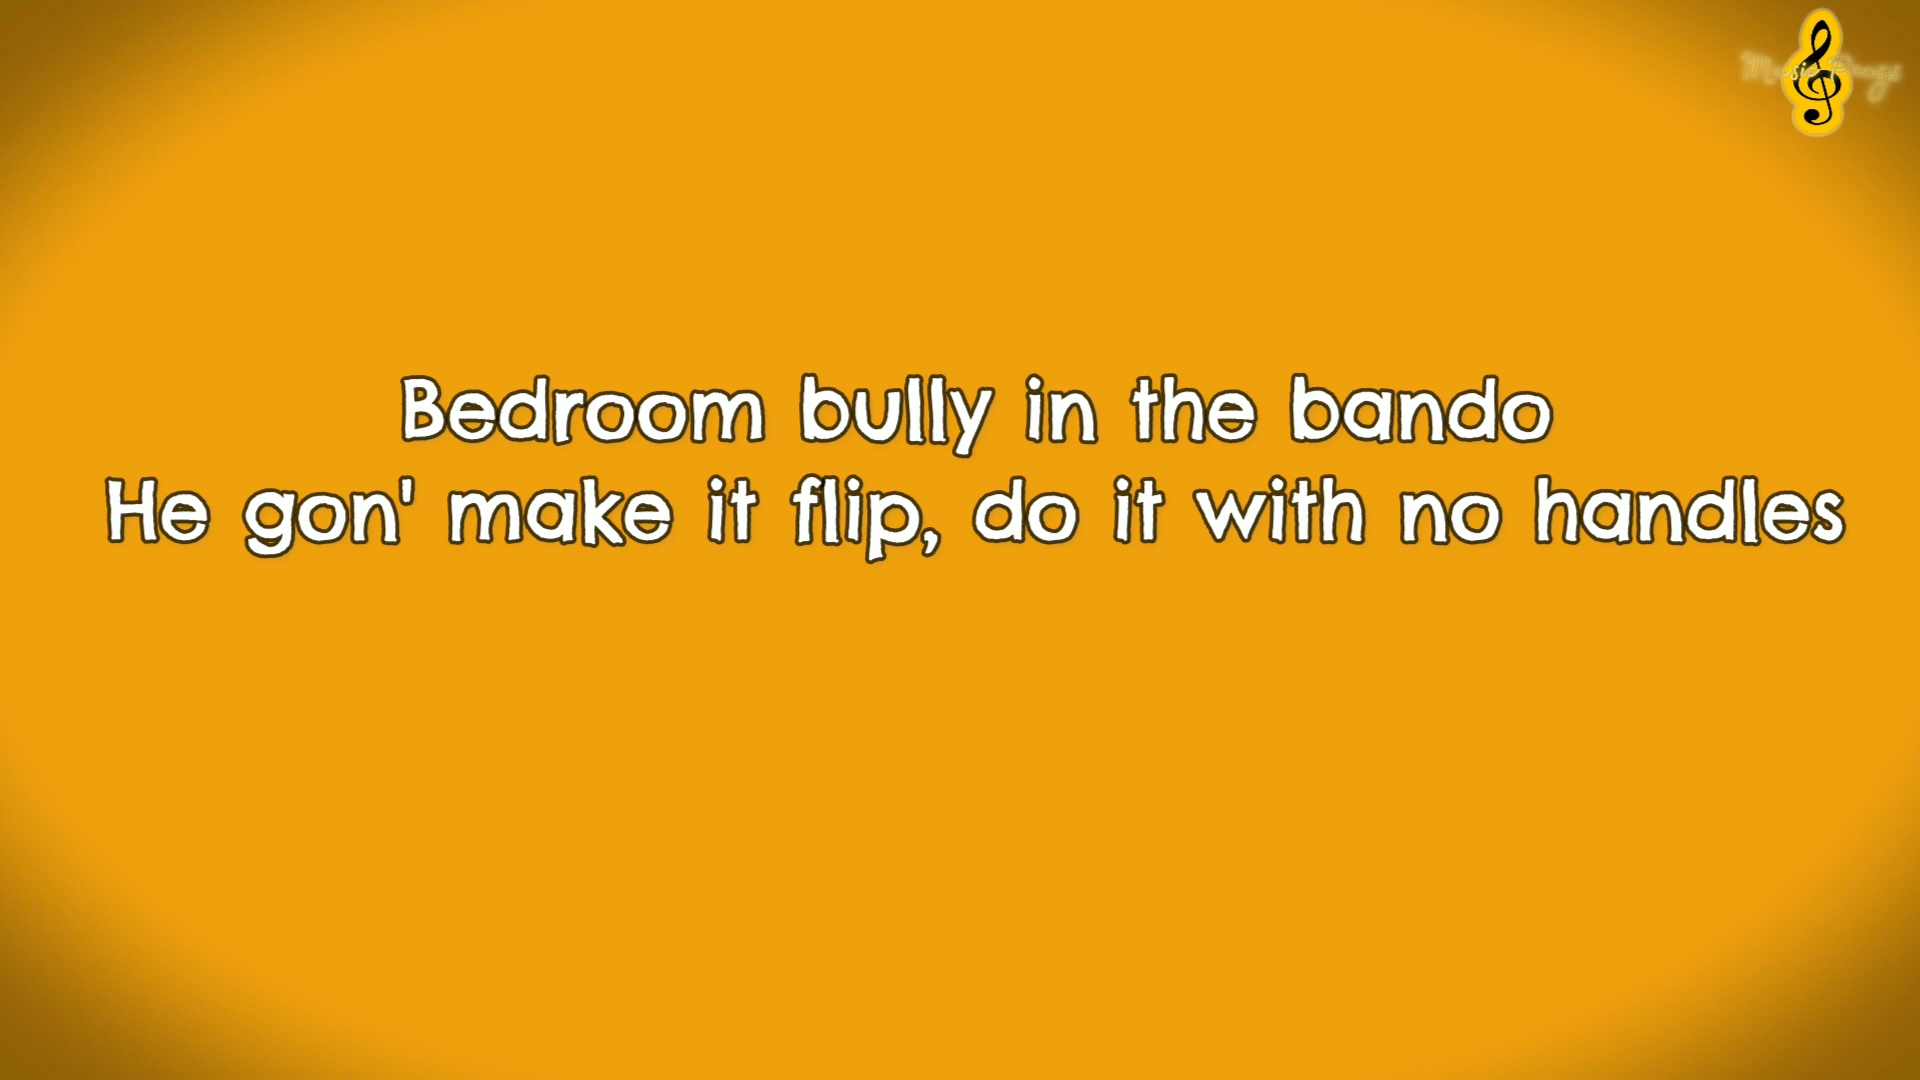 Bedroom bully in the bando
He gon' make it flip, do it with no handles